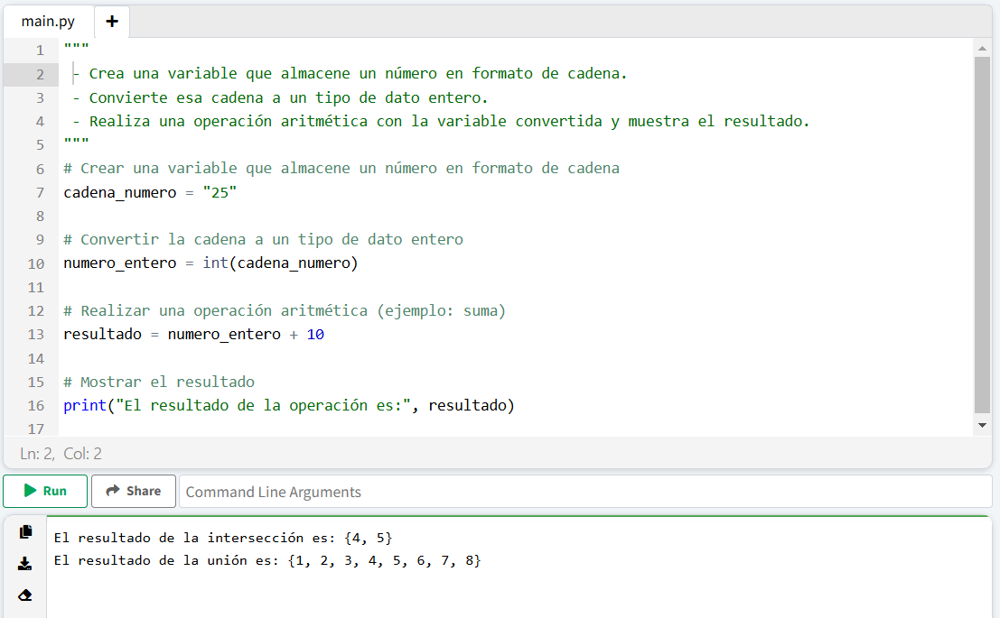 main.py +
1 """
2 - Crea una variable que almacene un número en formato de cadena.
3 - Convierte esa cadena a un tipo de dato entero.
4 - Realiza una operación aritmética con la variable convertida y muestra el resultado.
5 """
6 # Crear una variable que almacene un número en formato de cadena
7 cadena_numero = "25"
8
9 # Convertir la cadena a un tipo de dato entero
10 numero_entero = int(cadena_numero)
11
12 # Realizar una operación aritmética (ejemplo: suma)
13 resultado = numero_entero + 10
14
15 # Mostrar el resultado
16 print("El resultado de la operación es:", resultado)
17
Ln: 2, Col: 2
Run Share Command Line Arguments
El resultado de la intersección es: {4, 5}
El resultado de la unión es: {1, 2, 3, 4, 5, 6, 7, 8}